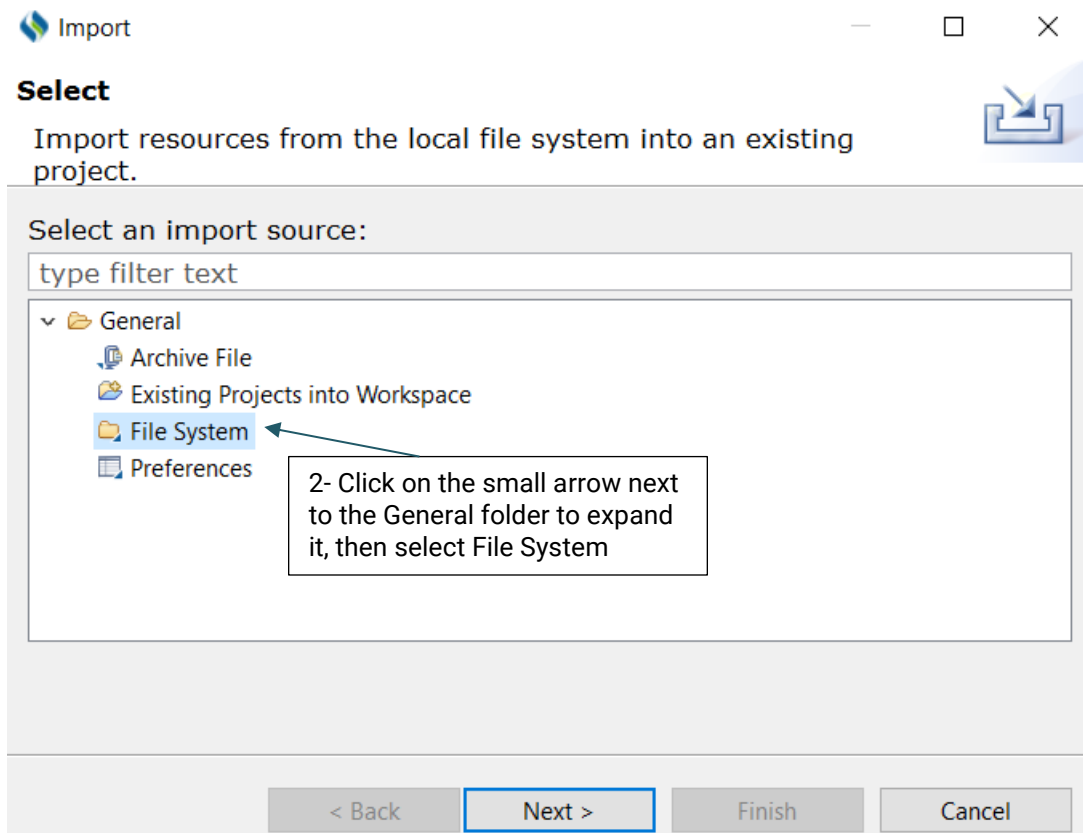 Import
Select
Import resources from the local file system into an existing
project.
Select an import source:
type filter text
General
Archive File
Existing Projects into Workspace
File System
Preferences
2- Click on the small arrow next
to the General folder to expand
it, then select File System
< Back
Next >
Finish
Cancel